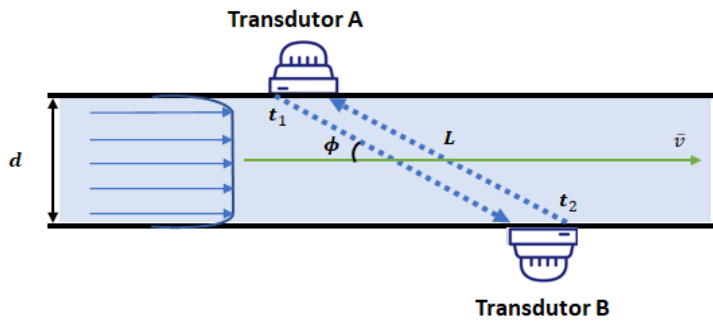 Transdutor A
t₁
d
ϕ
L
v̄
t₂
Transdutor B